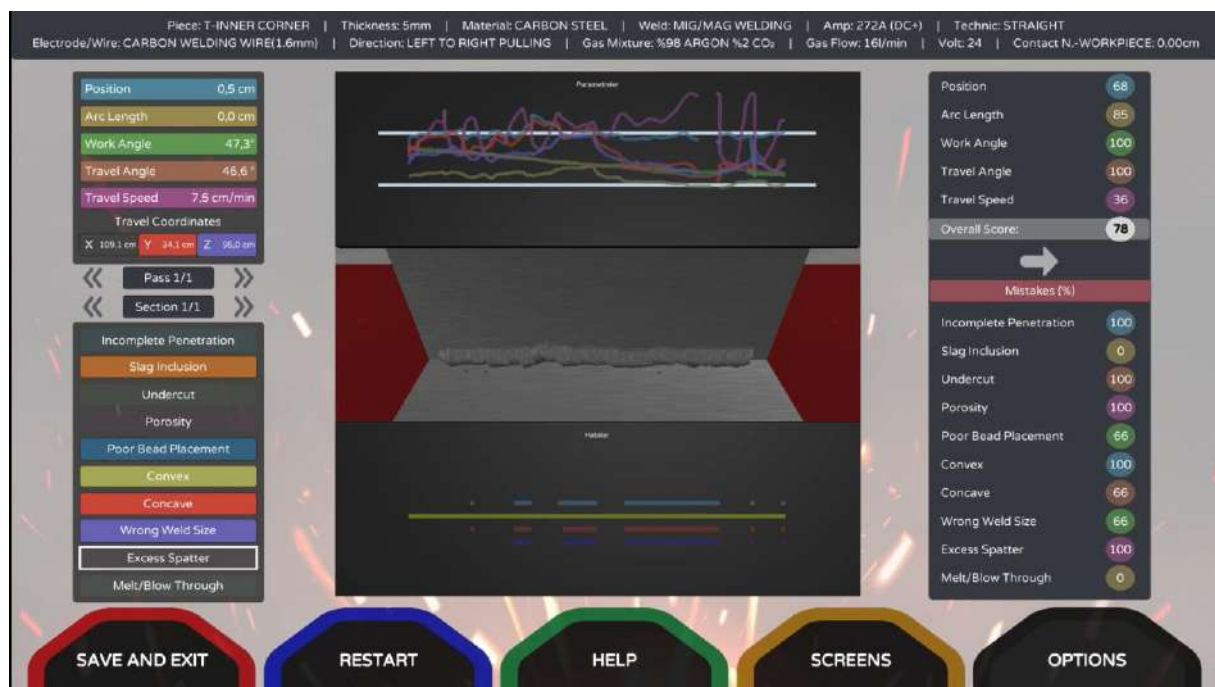 Piece: T-INNER CORNER | Thickness: 5mm | Material: CARBON STEEL | Weld: MIG/MAG WELDING | Amp: 272A (DC+) | Technic: STRAIGHT
Electrode/Wire: CARBON WELDING WIRE(1.6mm) | Direction: LEFT TO RIGHT PULLING | Gas Mixture: %98 ARGON %2 CO₂ | Gas Flow: 16l/min | Volt: 24 | Contact N.-WORKPIECE: 0,00cm
Position 0,5 cm
Arc Length 0,0 cm
Work Angle 47,3°
Travel Angle 46,6 °
Travel Speed 7,5 cm/min
Travel Coordinates
X 109,1 cm Y 24,1 cm Z 96,0 cm
Pass 1/1
Section 1/1
Incomplete Penetration
Slag Inclusion
Undercut
Porosity
Poor Bead Placement
Convex
Concave
Wrong Weld Size
Excess Spatter
Melt/Blow Through
Parametreler
Hatalar
Position 68
Arc Length 85
Work Angle 100
Travel Angle 100
Travel Speed 36
Overall Score: 78
Mistakes (%)
Incomplete Penetration 100
Slag Inclusion 0
Undercut 100
Porosity 100
Poor Bead Placement 66
Convex 100
Concave 66
Wrong Weld Size 66
Excess Spatter 100
Melt/Blow Through 0
SAVE AND EXIT
RESTART
HELP
SCREENS
OPTIONS